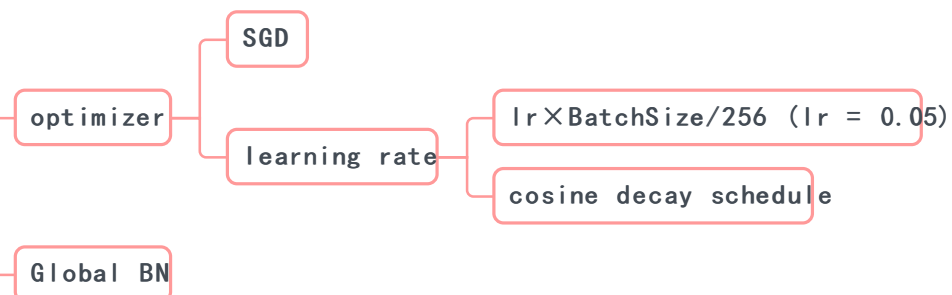 SGD
optimizer
lr×BatchSize/256 (lr = 0.05)
learning rate
cosine decay schedule
Global BN